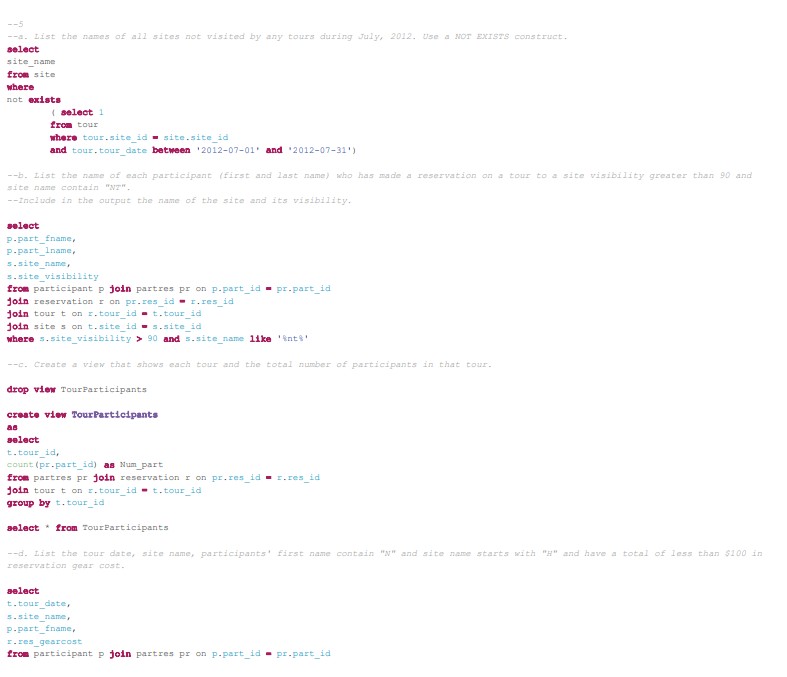 --5
--a. List the names of all sites not visited by any tours during July, 2012. Use a NOT EXISTS construct.
select
site_name
from site
where
not exists
( select 1
from tour
where tour.site_id = site.site_id
and tour.tour_date between '2012-07-01' and '2012-07-31')
--b. List the name of each participant (first and last name) who has made a reservation on a tour to a site visibility greater than 90 and
site name contain "NT".
--Include in the output the name of the site and its visibility.
select
p.part_fname,
p.part_lname,
s.site_name,
s.site_visibility
from participant p join partres pr on p.part_id = pr.part_id
join reservation r on pr.res_id = r.res_id
join tour t on r.tour_id = t.tour_id
join site s on t.site_id = s.site_id
where s.site_visibility > 90 and s.site_name like '%nt%'
--c. Create a view that shows each tour and the total number of participants in that tour.
drop view TourParticipants
create view TourParticipants
as
select
t.tour_id,
count(pr.part_id) as Num_part
from partres pr join reservation r on pr.res_id = r.res_id
join tour t on r.tour_id = t.tour_id
group by t.tour_id
select * from TourParticipants
--d. List the tour date, site name, participants' first name contain "N" and site name starts with "H" and have a total of less than $100 in
reservation gear cost.
select
t.tour_date,
s.site_name,
p.part_fname,
r.res_gearcost
from participant p join partres pr on p.part_id = pr.part_id